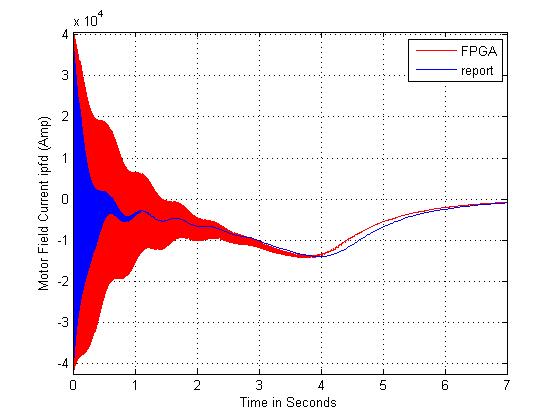 x 10^4
4
3
2
1
0
-1
-2
-3
-4
0 1 2 3 4 5 6 7
Motor Field Current ipfd (Amp)
Time in Seconds
FPGA
report